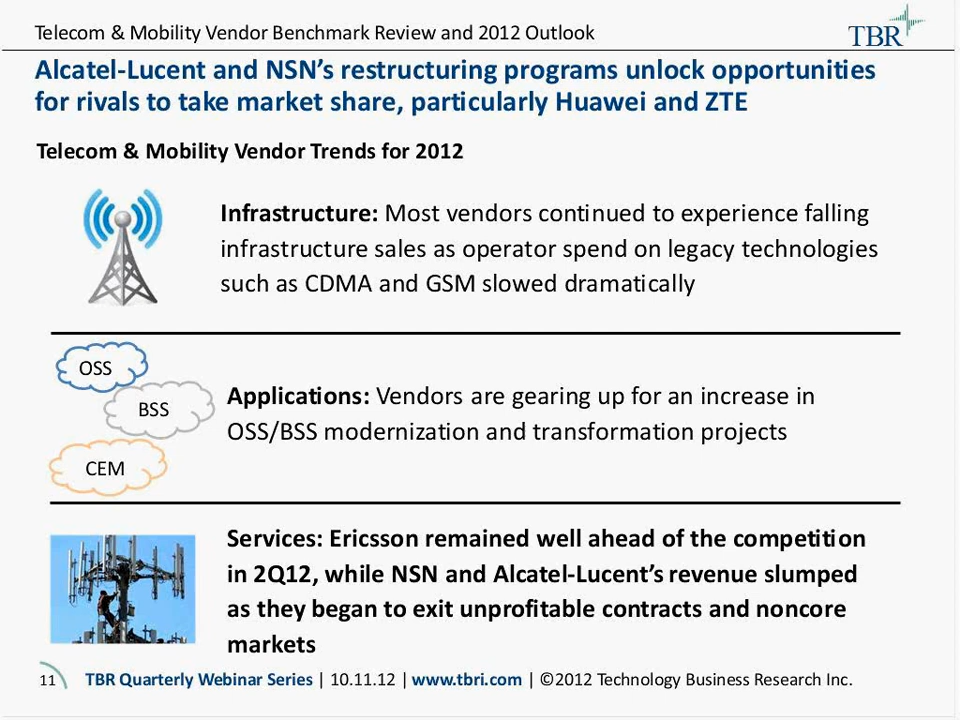 Telecom & Mobility Vendor Benchmark Review and 2012 Outlook
TBR
Alcatel-Lucent and NSN’s restructuring programs unlock opportunities
for rivals to take market share, particularly Huawei and ZTE
Telecom & Mobility Vendor Trends for 2012
Infrastructure: Most vendors continued to experience falling
infrastructure sales as operator spend on legacy technologies
such as CDMA and GSM slowed dramatically
OSS
BSS
CEM
Applications: Vendors are gearing up for an increase in
OSS/BSS modernization and transformation projects
Services: Ericsson remained well ahead of the competition
in 2Q12, while NSN and Alcatel-Lucent’s revenue slumped
as they began to exit unprofitable contracts and noncore
markets
11 TBR Quarterly Webinar Series | 10.11.12 | www.tbri.com | ©2012 Technology Business Research Inc.